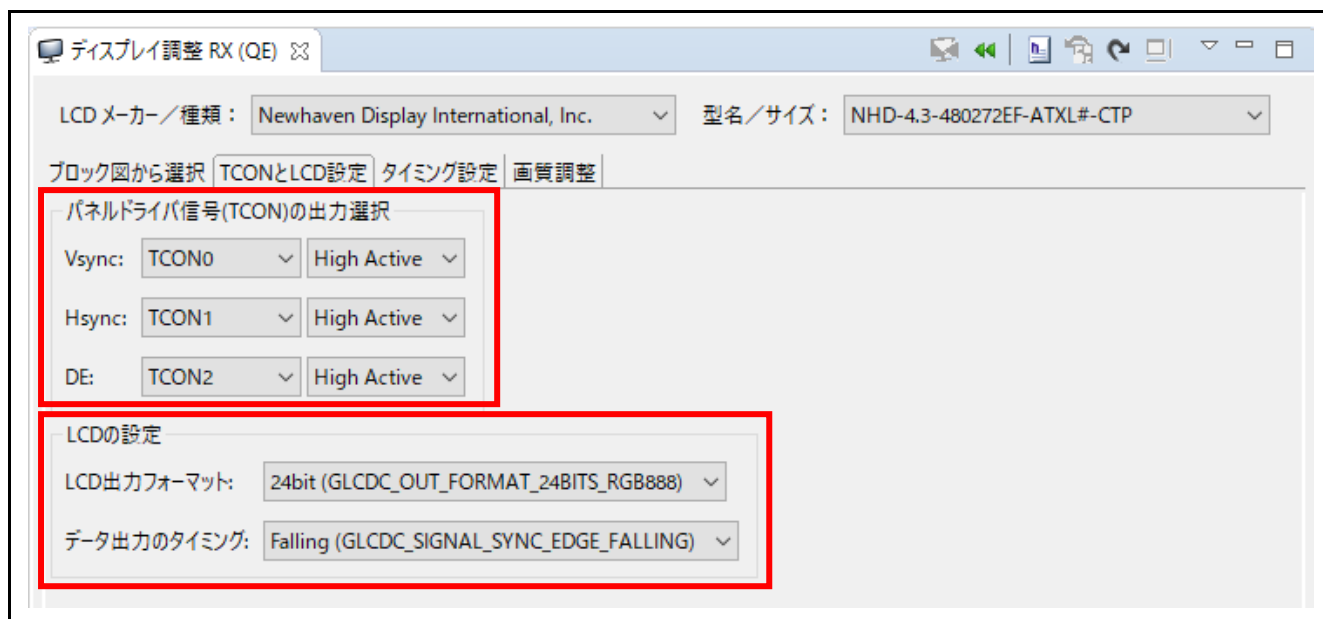 ディスプレイ調整 RX (QE)
LCD メーカー／種類： Newhaven Display International, Inc. 型名／サイズ： NHD-4.3-480272EF-ATXL#-CTP
ブロック図から選択 TCONとLCD設定 タイミング設定 画質調整
パネルドライバ信号(TCON)の出力選択
Vsync: TCON0 High Active
Hsync: TCON1 High Active
DE: TCON2 High Active
LCDの設定
LCD出力フォーマット: 24bit (GLCDC_OUT_FORMAT_24BITS_RGB888)
データ出力のタイミング: Falling (GLCDC_SIGNAL_SYNC_EDGE_FALLING)